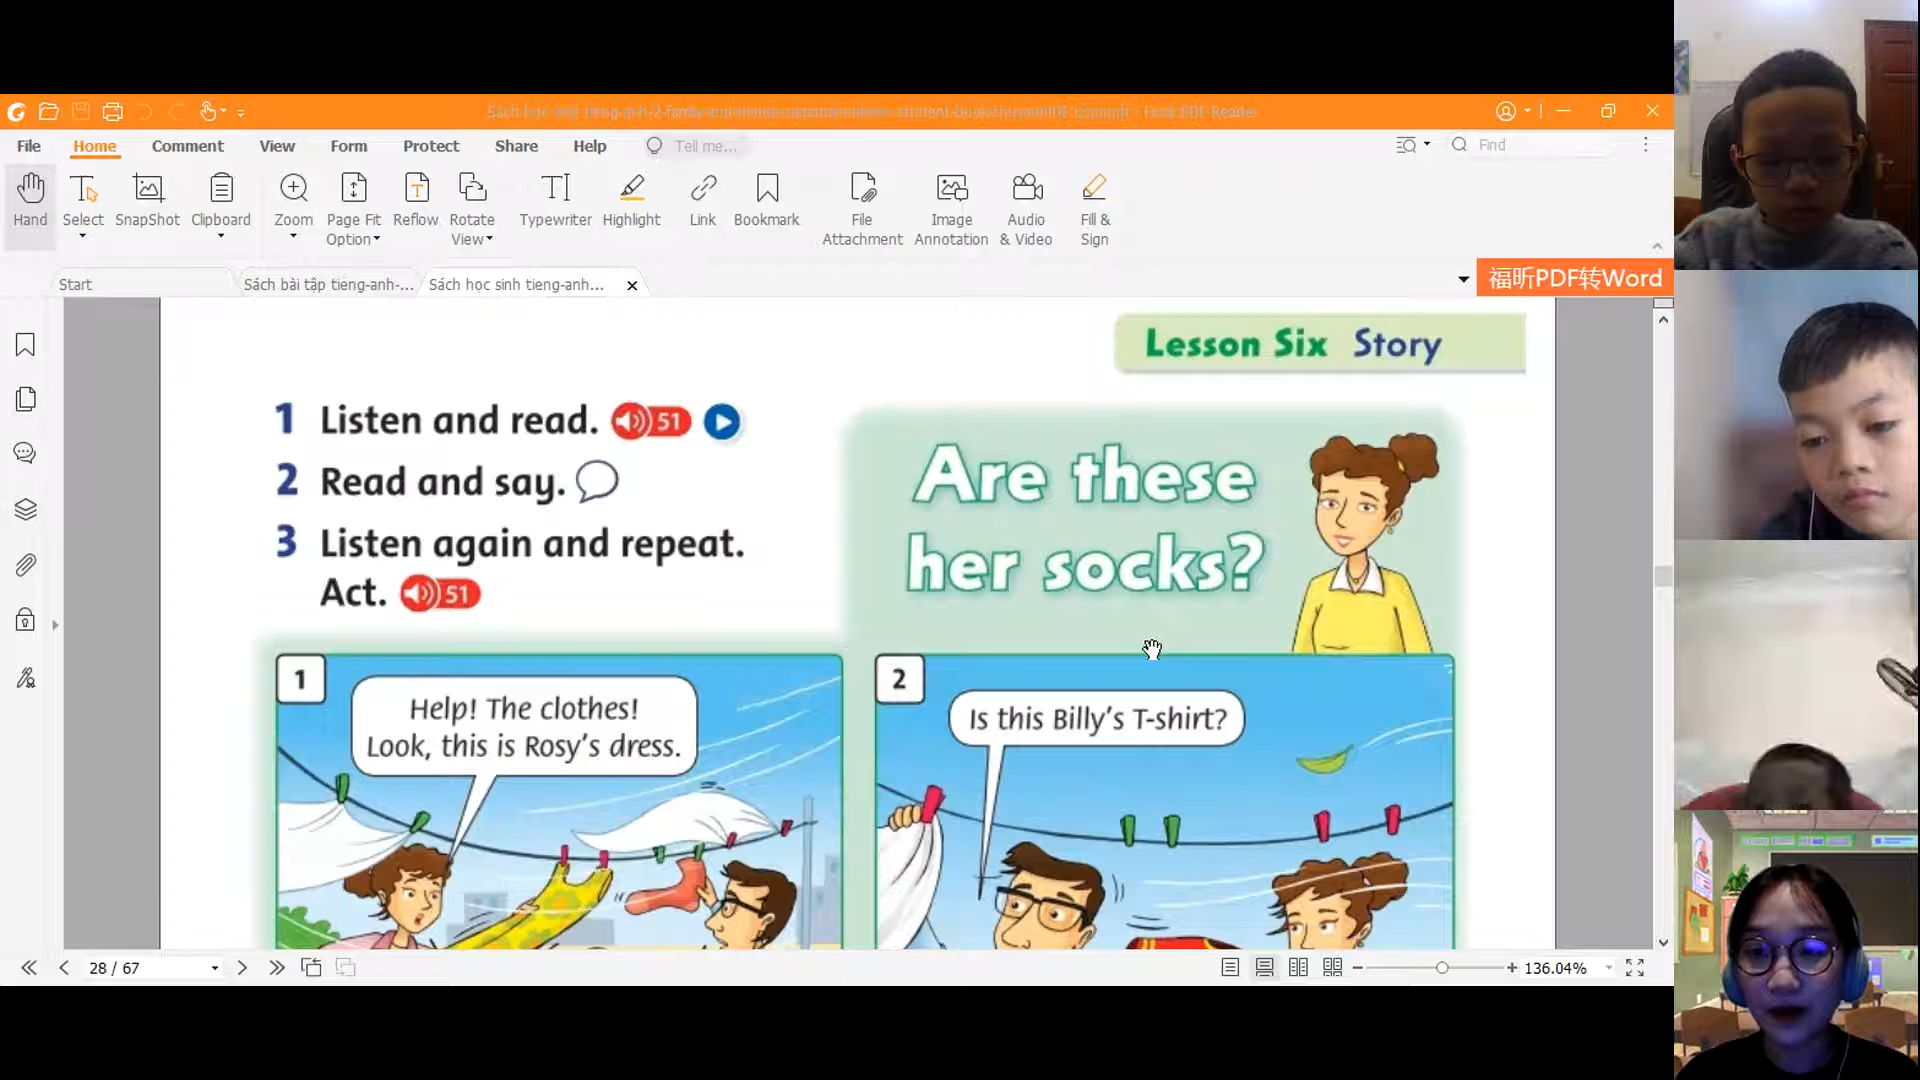 File Home Comment View Form Protect Share Help Tell me... Find
Hand Select SnapShot Clipboard Zoom Page Fit Option Reflow Rotate View Typewriter Highlight Link Bookmark File Attachment Image Annotation Audio & Video Fill & Sign
Start Sách bài tập tieng-anh-... Sách học sinh tieng-anh... 福昕PDF转Word
Lesson Six Story
1 Listen and read. 51
2 Read and say.
3 Listen again and repeat.
Act. 51
Are these
her socks?
1
Help! The clothes!
Look, this is Rosy's dress.
2
Is this Billy's T-shirt?
28 / 67 136.04%